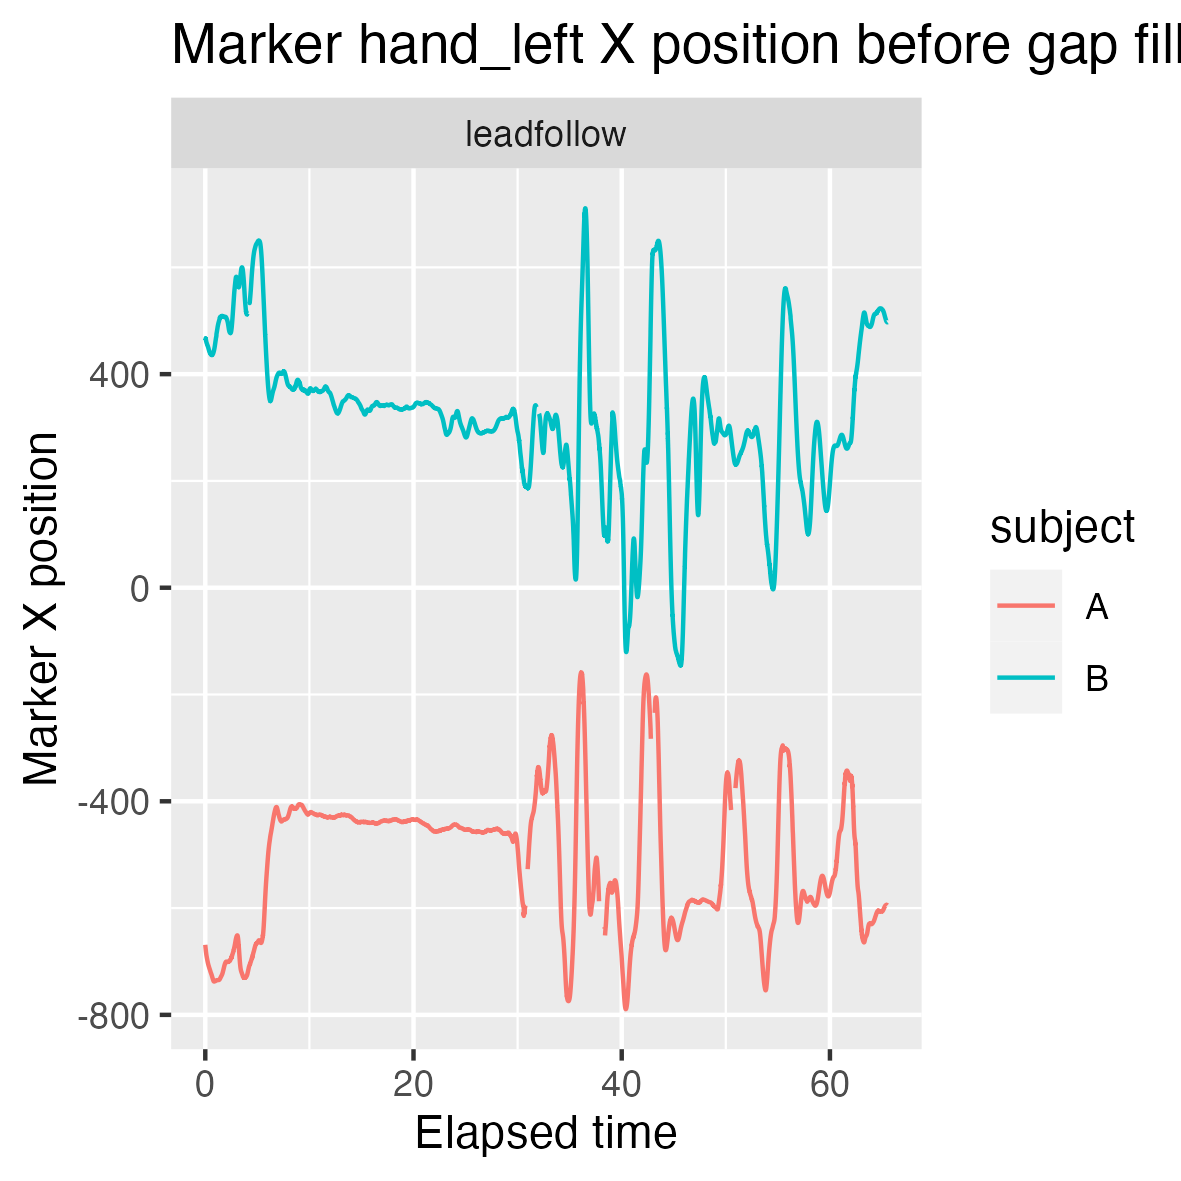 Marker hand_left X position before gap fill
leadfollow
400
0
-400
-800
0 20 40 60
Elapsed time
Marker X position
subject
A
B